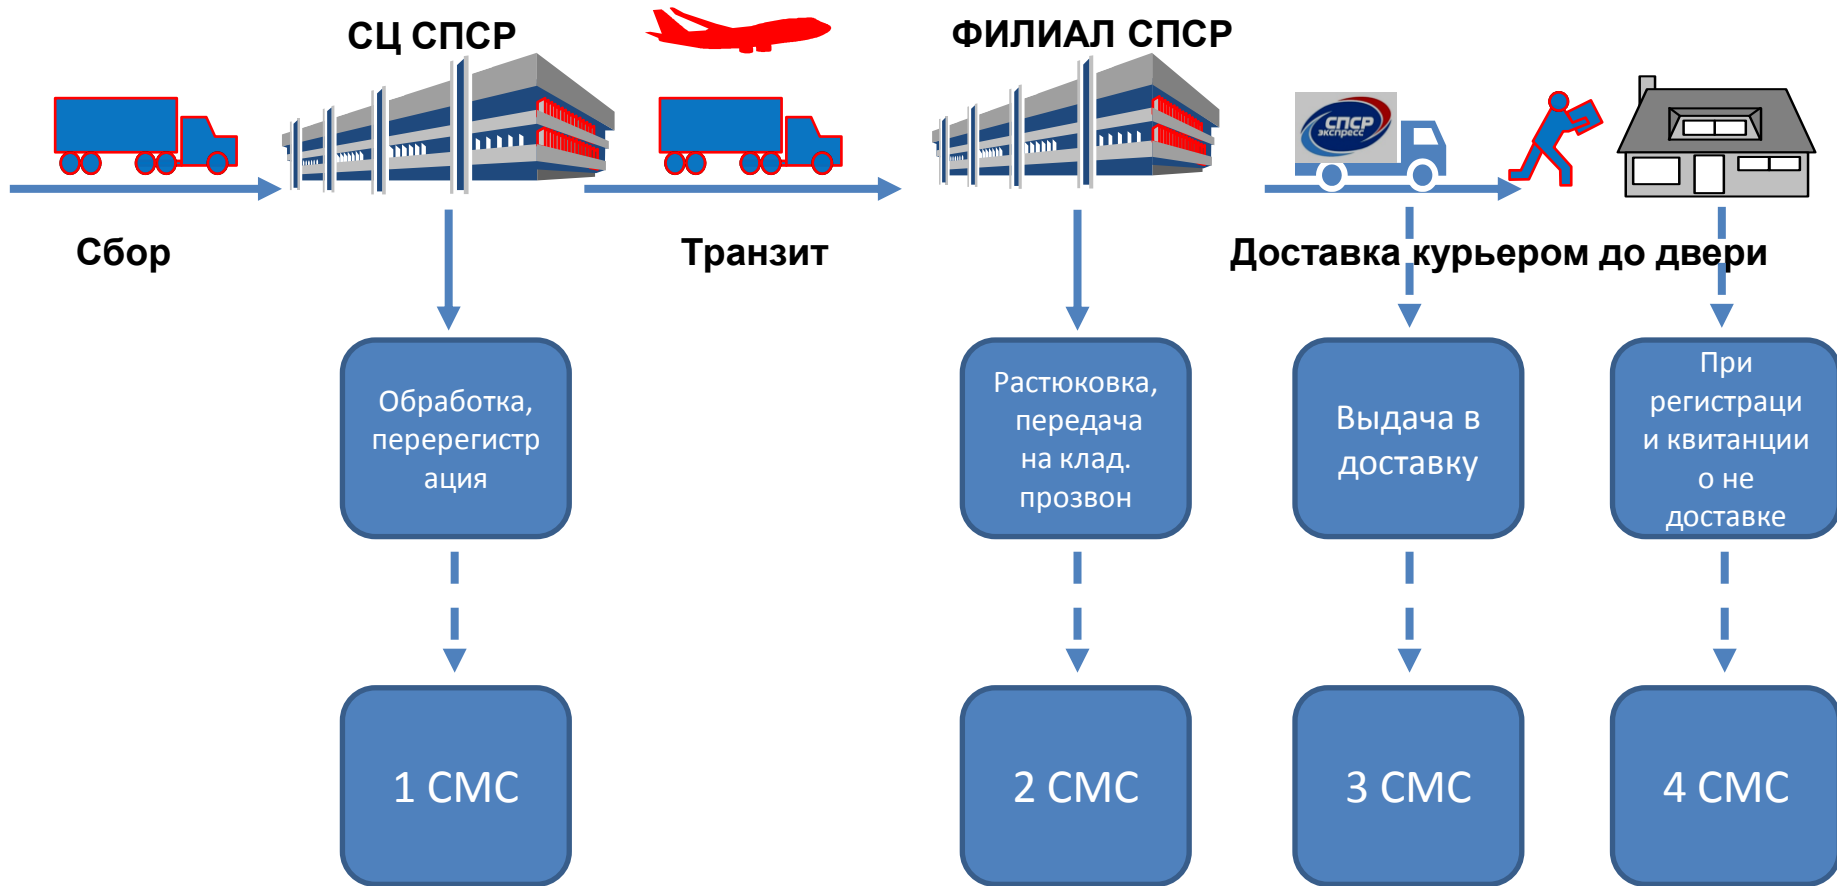 СЦ СПСР
ФИЛИАЛ СПСР
СПСР
ЭКСПРЕСС
Сбор
Транзит
Доставка курьером до двери
Обработка,
перерегистр
ация
Растюковка,
передача
на клад.
прозвон
Выдача в
доставку
При
регистраци
и квитанции
о не
доставке
1 СМС
2 СМС
3 СМС
4 СМС